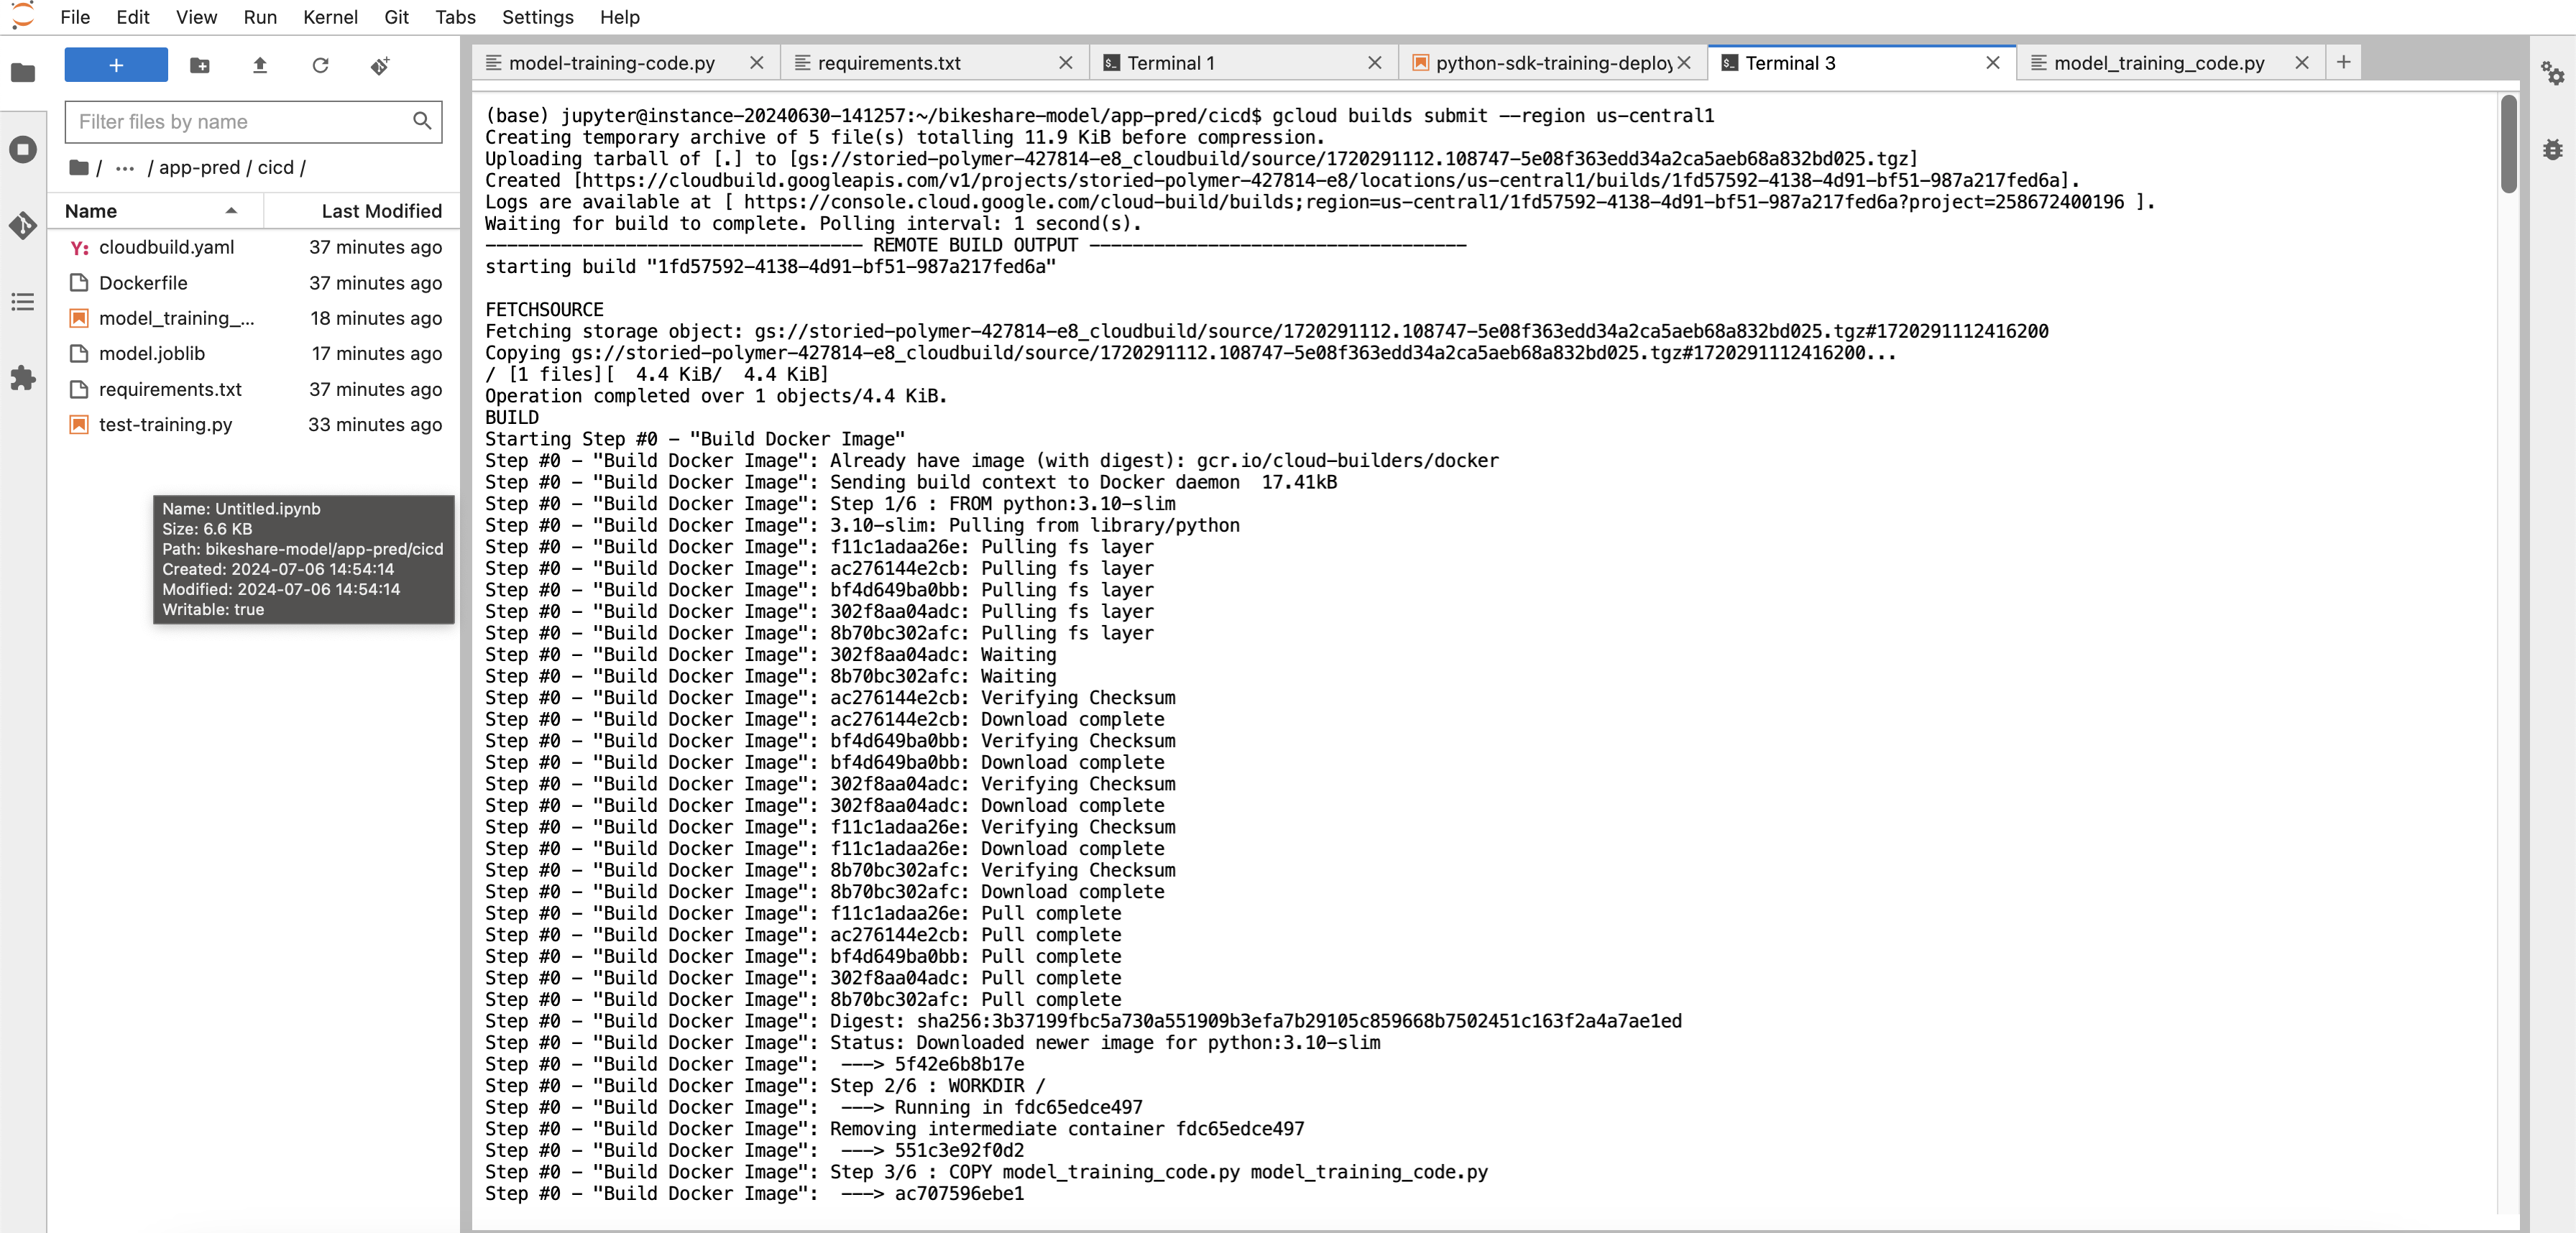 File Edit View Run Kernel Git Tabs Settings Help
+
Filter files by name
/ ··· / app-pred / cicd /
Name Last Modified
Y: cloudbuild.yaml 37 minutes ago
Dockerfile 37 minutes ago
model_training_... 18 minutes ago
model.joblib 17 minutes ago
requirements.txt 37 minutes ago
test-training.py 33 minutes ago
Name: Untitled.ipynb
Size: 6.6 KB
Path: bikeshare-model/app-pred/cicd
Created: 2024-07-06 14:54:14
Modified: 2024-07-06 14:54:14
Writable: true
model-training-code.py requirements.txt Terminal 1 python-sdk-training-deploy Terminal 3 model_training_code.py +
(base) jupyter@instance-20240630-141257:~/bikeshare-model/app-pred/cicd$ gcloud builds submit --region us-central1
Creating temporary archive of 5 file(s) totalling 11.9 KiB before compression.
Uploading tarball of [.] to [gs://storied-polymer-427814-e8_cloudbuild/source/1720291112.108747-5e08f363edd34a2ca5aeb68a832bd025.tgz]
Created [https://cloudbuild.googleapis.com/v1/projects/storied-polymer-427814-e8/locations/us-central1/builds/1fd57592-4138-4d91-bf51-987a217fed6a].
Logs are available at [ https://console.cloud.google.com/cloud-build/builds;region=us-central1/1fd57592-4138-4d91-bf51-987a217fed6a?project=258672400196 ].
Waiting for build to complete. Polling interval: 1 second(s).
----------------------------------- REMOTE BUILD OUTPUT -----------------------------------
starting build "1fd57592-4138-4d91-bf51-987a217fed6a"
FETCHSOURCE
Fetching storage object: gs://storied-polymer-427814-e8_cloudbuild/source/1720291112.108747-5e08f363edd34a2ca5aeb68a832bd025.tgz#1720291112416200
Copying gs://storied-polymer-427814-e8_cloudbuild/source/1720291112.108747-5e08f363edd34a2ca5aeb68a832bd025.tgz#1720291112416200...
/ [1 files][  4.4 KiB/  4.4 KiB]
Operation completed over 1 objects/4.4 KiB.
BUILD
Starting Step #0 - "Build Docker Image"
Step #0 - "Build Docker Image": Already have image (with digest): gcr.io/cloud-builders/docker
Step #0 - "Build Docker Image": Sending build context to Docker daemon  17.41kB
Step #0 - "Build Docker Image": Step 1/6 : FROM python:3.10-slim
Step #0 - "Build Docker Image": 3.10-slim: Pulling from library/python
Step #0 - "Build Docker Image": f11c1adaa26e: Pulling fs layer
Step #0 - "Build Docker Image": ac276144e2cb: Pulling fs layer
Step #0 - "Build Docker Image": bf4d649ba0bb: Pulling fs layer
Step #0 - "Build Docker Image": 302f8aa04adc: Pulling fs layer
Step #0 - "Build Docker Image": 8b70bc302afc: Pulling fs layer
Step #0 - "Build Docker Image": 302f8aa04adc: Waiting
Step #0 - "Build Docker Image": 8b70bc302afc: Waiting
Step #0 - "Build Docker Image": ac276144e2cb: Verifying Checksum
Step #0 - "Build Docker Image": ac276144e2cb: Download complete
Step #0 - "Build Docker Image": bf4d649ba0bb: Verifying Checksum
Step #0 - "Build Docker Image": bf4d649ba0bb: Download complete
Step #0 - "Build Docker Image": 302f8aa04adc: Verifying Checksum
Step #0 - "Build Docker Image": 302f8aa04adc: Download complete
Step #0 - "Build Docker Image": f11c1adaa26e: Verifying Checksum
Step #0 - "Build Docker Image": f11c1adaa26e: Download complete
Step #0 - "Build Docker Image": 8b70bc302afc: Verifying Checksum
Step #0 - "Build Docker Image": 8b70bc302afc: Download complete
Step #0 - "Build Docker Image": f11c1adaa26e: Pull complete
Step #0 - "Build Docker Image": ac276144e2cb: Pull complete
Step #0 - "Build Docker Image": bf4d649ba0bb: Pull complete
Step #0 - "Build Docker Image": 302f8aa04adc: Pull complete
Step #0 - "Build Docker Image": 8b70bc302afc: Pull complete
Step #0 - "Build Docker Image": Digest: sha256:3b37199fbc5a730a551909b3efa7b29105c859668b7502451c163f2a4a7ae1ed
Step #0 - "Build Docker Image": Status: Downloaded newer image for python:3.10-slim
Step #0 - "Build Docker Image":  ---> 5f42e6b8b17e
Step #0 - "Build Docker Image": Step 2/6 : WORKDIR /
Step #0 - "Build Docker Image":  ---> Running in fdc65edce497
Step #0 - "Build Docker Image": Removing intermediate container fdc65edce497
Step #0 - "Build Docker Image":  ---> 551c3e92f0d2
Step #0 - "Build Docker Image": Step 3/6 : COPY model_training_code.py model_training_code.py
Step #0 - "Build Docker Image":  ---> ac707596ebe1